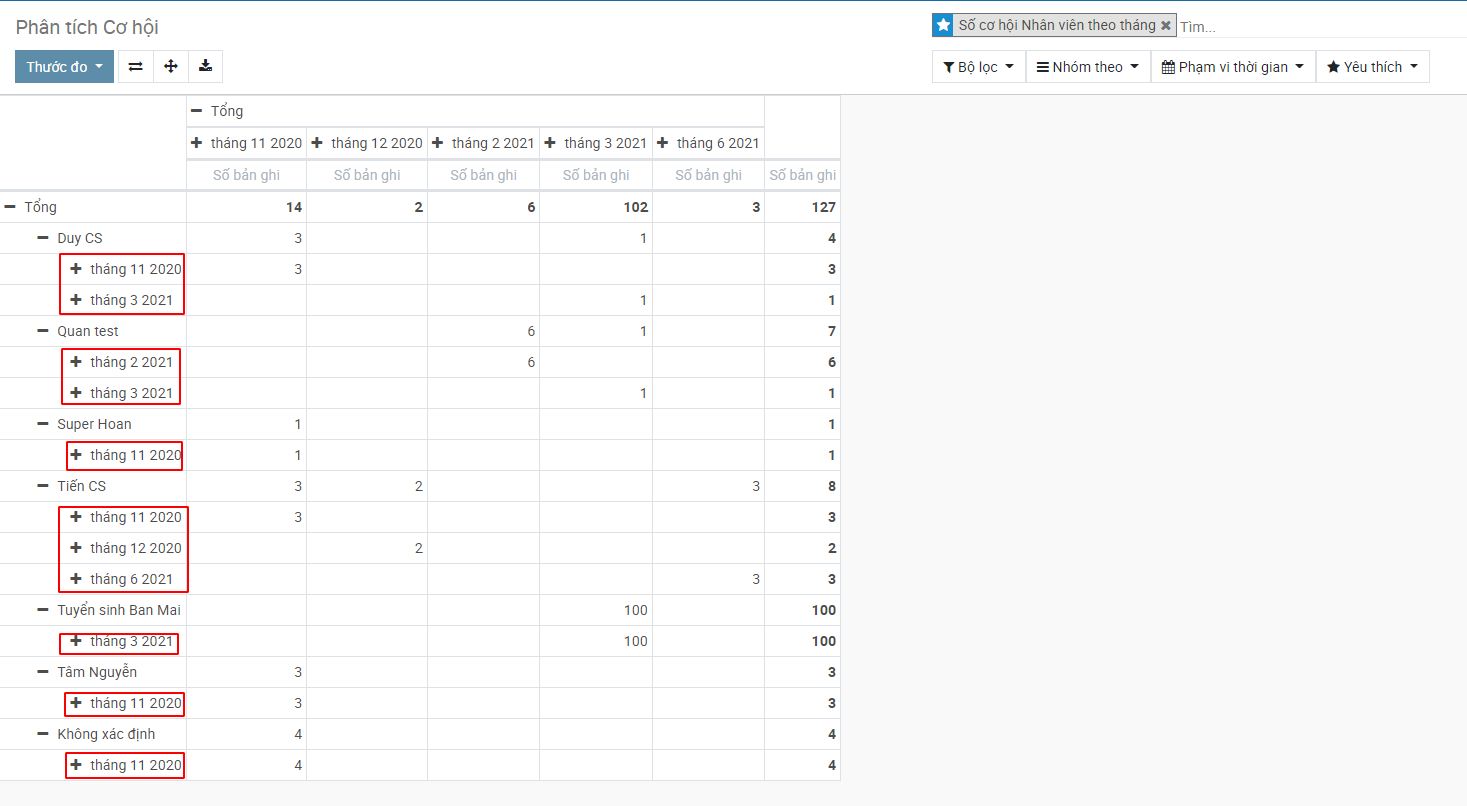 Phân tích Cơ hội
Số cơ hội Nhân viên theo tháng Tìm...
Thước đo
Bộ lọc Nhóm theo Phạm vi thời gian Yêu thích
Tổng
tháng 11 2020 tháng 12 2020 tháng 2 2021 tháng 3 2021 tháng 6 2021
Số bản ghi Số bản ghi Số bản ghi Số bản ghi Số bản ghi Số bản ghi
Tổng 14 2 6 102 3 127
Duy CS 3 1 4
tháng 11 2020 3 3
tháng 3 2021 1 1
Quan test 6 1 7
tháng 2 2021 6 6
tháng 3 2021 1 1
Super Hoan 1 1
tháng 11 2020 1 1
Tiến CS 3 2 3 8
tháng 11 2020 3 3
tháng 12 2020 2 2
tháng 6 2021 3 3
Tuyển sinh Ban Mai 100 100
tháng 3 2021 100 100
Tâm Nguyễn 3 3
tháng 11 2020 3 3
Không xác định 4 4
tháng 11 2020 4 4